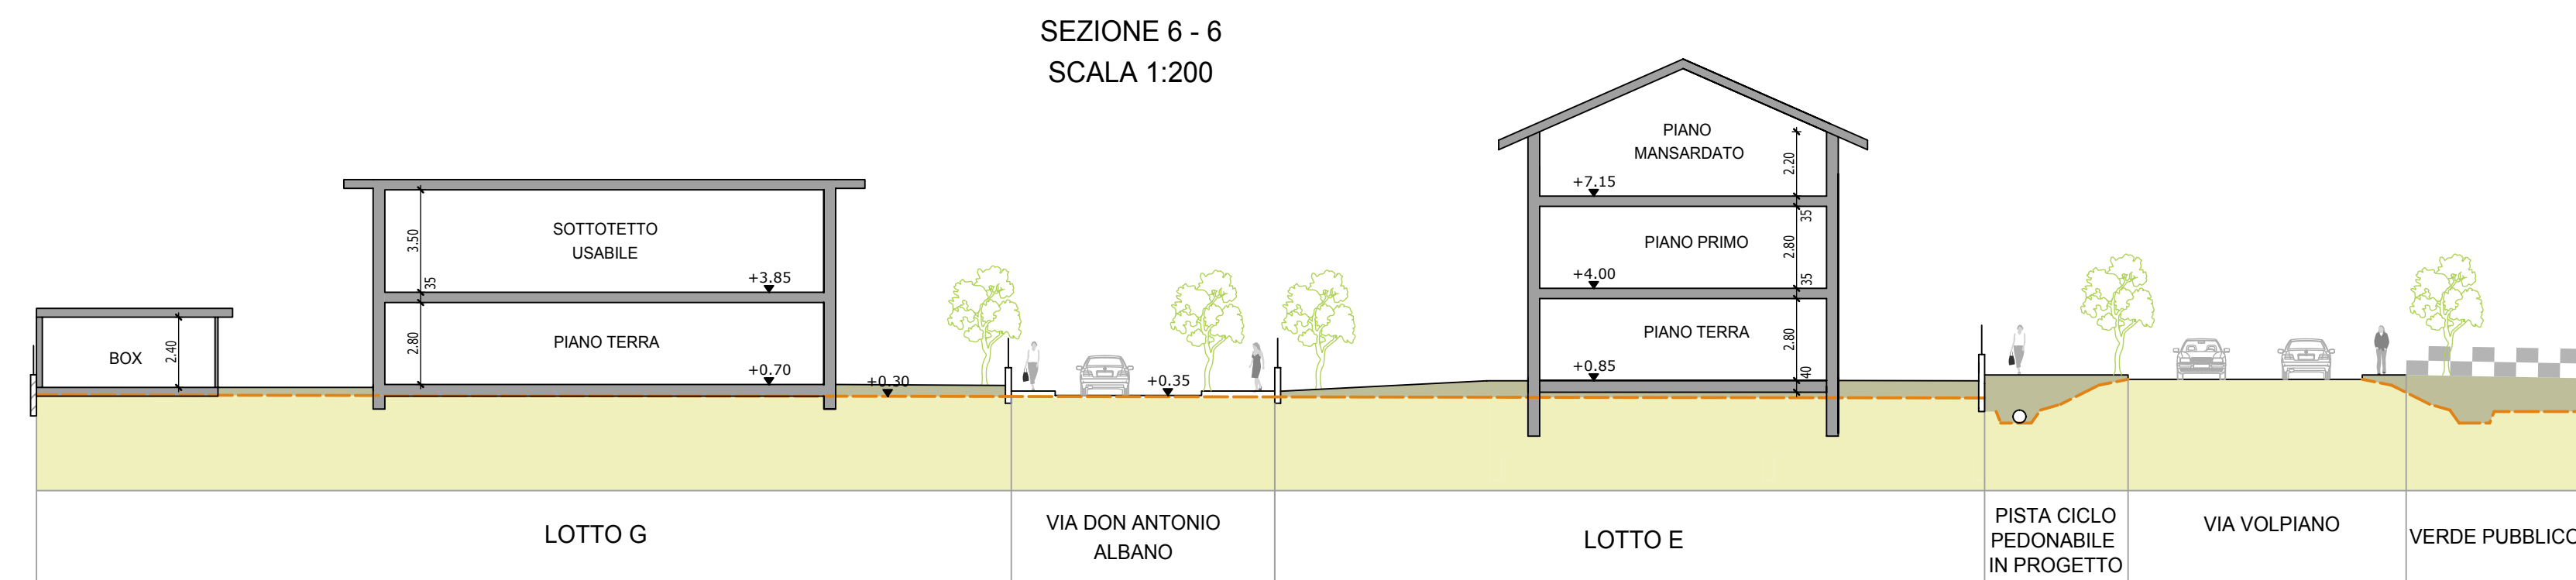 SEZIONE 6 - 6
SCALA 1:200
BOX
2.40
3.50
35
2.80
SOTTOTETTO
USABILE
+3.85
PIANO TERRA
+0.70
+0.30
+0.35
PIANO
MANSARDATO
2.20
+7.15
35
PIANO PRIMO
2.80
+4.00
35
PIANO TERRA
2.80
+0.85
40
LOTTO G
VIA DON ANTONIO
ALBANO
LOTTO E
PISTA CICLO
PEDONABILE
IN PROGETTO
VIA VOLPIANO
VERDE PUBBLICO